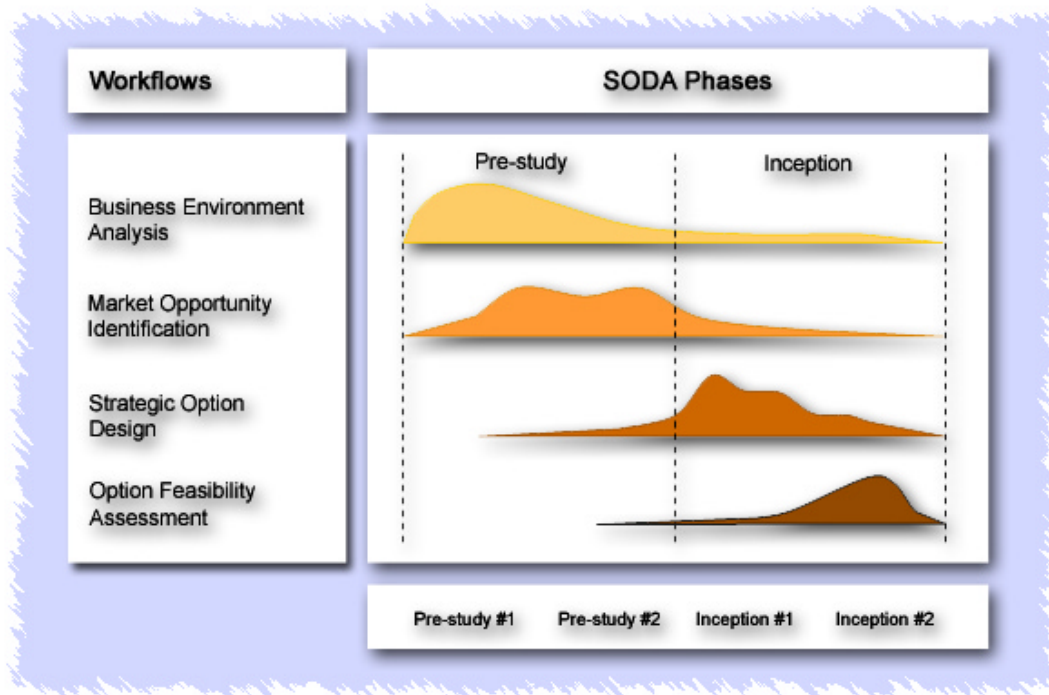 Workflows
SODA Phases
Pre-study
Inception
Business Environment
Analysis
Market Opportunity
Identification
Strategic Option
Design
Option Feasibility
Assessment
Pre-study #1
Pre-study #2
Inception #1
Inception #2